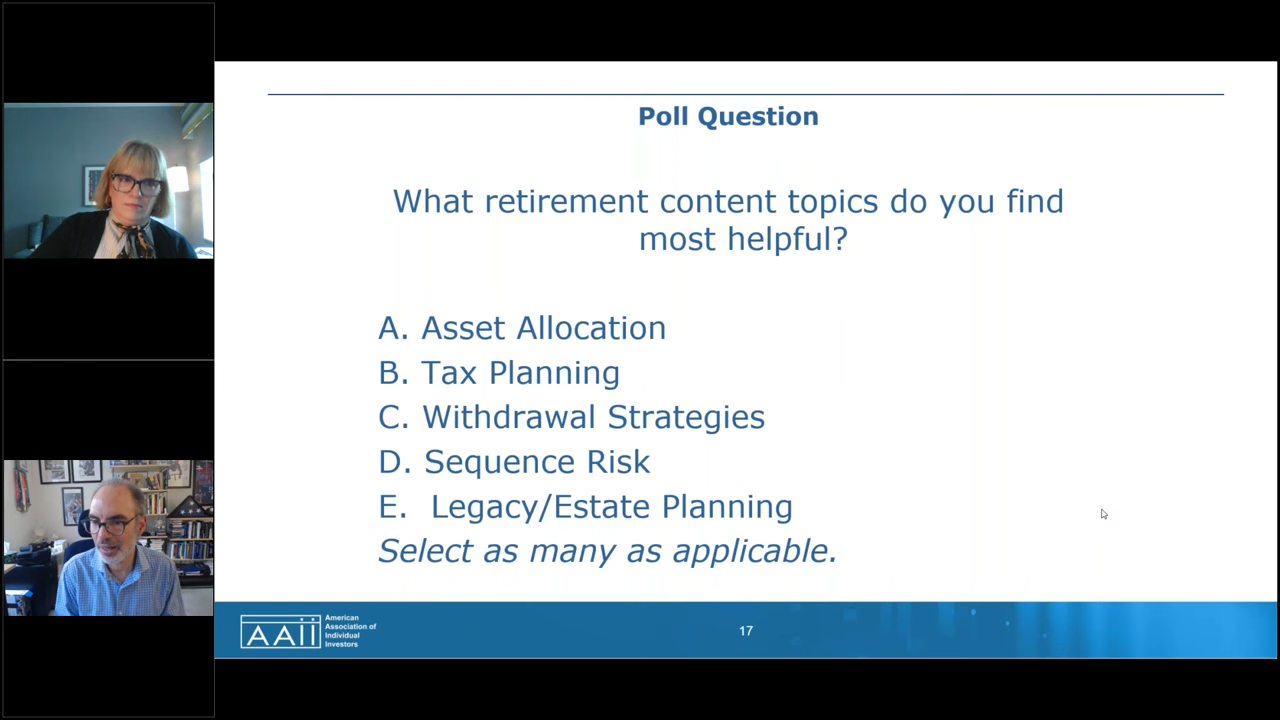 Poll Question
What retirement content topics do you find
most helpful?
A. Asset Allocation
B. Tax Planning
C. Withdrawal Strategies
D. Sequence Risk
E. Legacy/Estate Planning
Select as many as applicable.
AAii
American
Association of
Individual
Investors
17